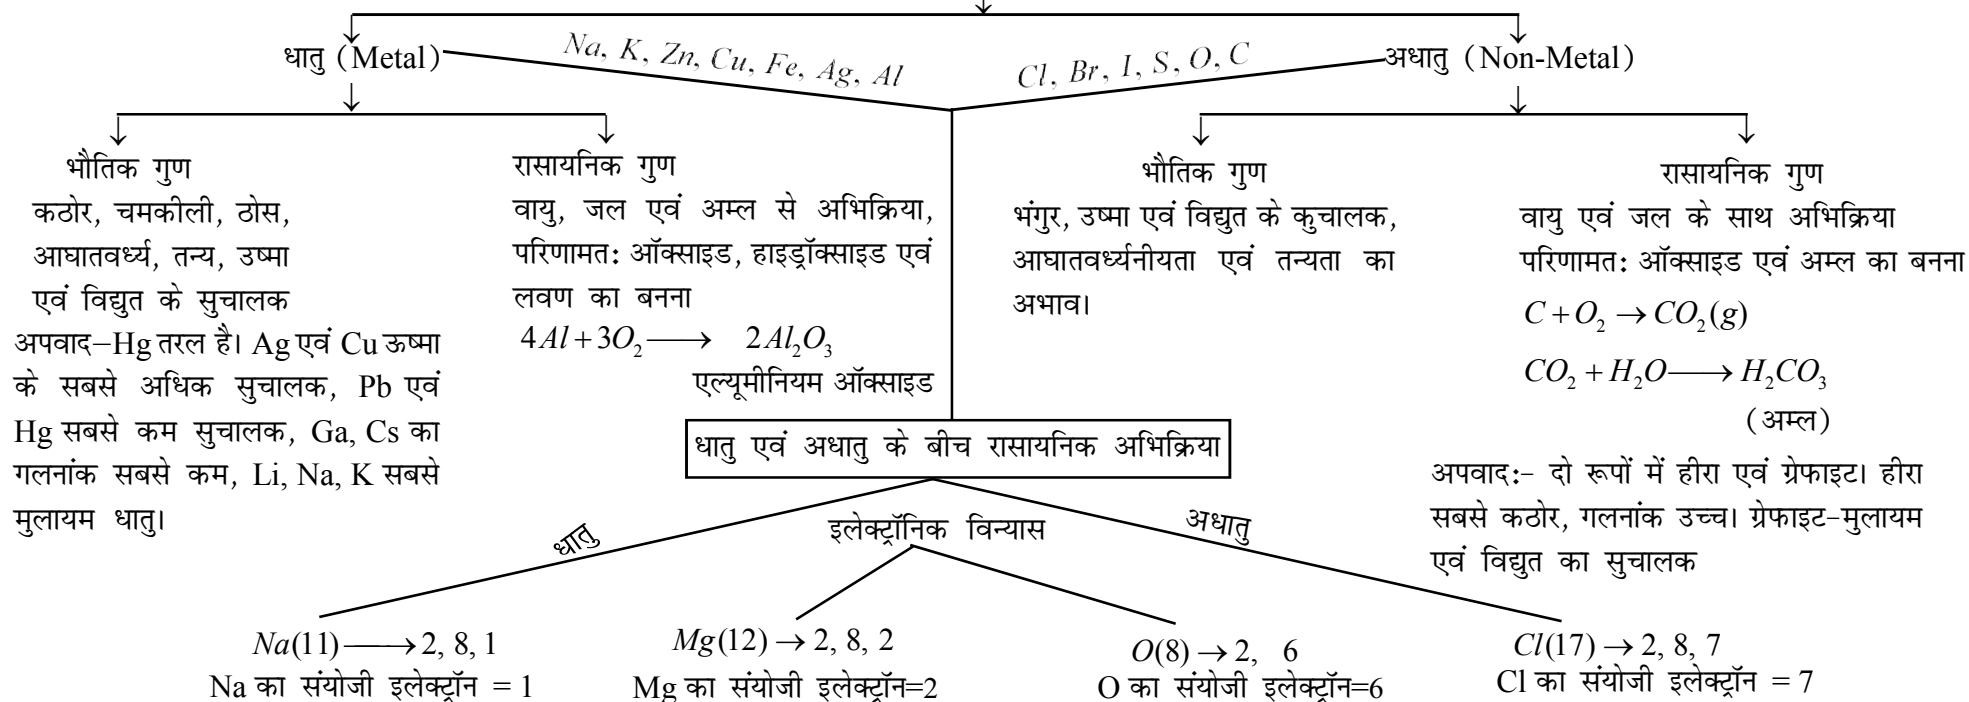 धातु (Metal)
Na, K, Zn, Cu, Fe, Ag, Al
Cl, Br, I, S, O, C
अधातु (Non-Metal)
भौतिक गुण
कठोर, चमकीली, ठोस,
आघातवर्ध्य, तन्य, उष्मा
एवं विद्युत के सुचालक
अपवाद–Hg तरल है। Ag एवं Cu ऊष्मा
के सबसे अधिक सुचालक, Pb एवं
Hg सबसे कम सुचालक, Ga, Cs का
गलनांक सबसे कम, Li, Na, K सबसे
मुलायम धातु।
रासायनिक गुण
वायु, जल एवं अम्ल से अभिक्रिया,
परिणामत: ऑक्साइड, हाइड्रॉक्साइड एवं
लवण का बनना
4Al + 3O₂ ⟶ 2Al₂O₃
एल्यूमीनियम ऑक्साइड
भौतिक गुण
भंगुर, उष्मा एवं विद्युत के कुचालक,
आघातवर्ध्यनीयता एवं तन्यता का
अभाव।
रासायनिक गुण
वायु एवं जल के साथ अभिक्रिया
परिणामत: ऑक्साइड एवं अम्ल का बनना
C + O₂ → CO₂(g)
CO₂ + H₂O ⟶ H₂CO₃
(अम्ल)
अपवाद:- दो रूपों में हीरा एवं ग्रेफाइट। हीरा
सबसे कठोर, गलनांक उच्च। ग्रेफाइट-मुलायम
एवं विद्युत का सुचालक
धातु एवं अधातु के बीच रासायनिक अभिक्रिया
धातु
इलेक्ट्रॉनिक विन्यास
अधातु
Na(11) ⟶ 2, 8, 1
Na का संयोजी इलेक्ट्रॉन = 1
Mg(12) → 2, 8, 2
Mg का संयोजी इलेक्ट्रॉन=2
O(8) → 2, 6
O का संयोजी इलेक्ट्रॉन=6
Cl(17) → 2, 8, 7
Cl का संयोजी इलेक्ट्रॉन = 7